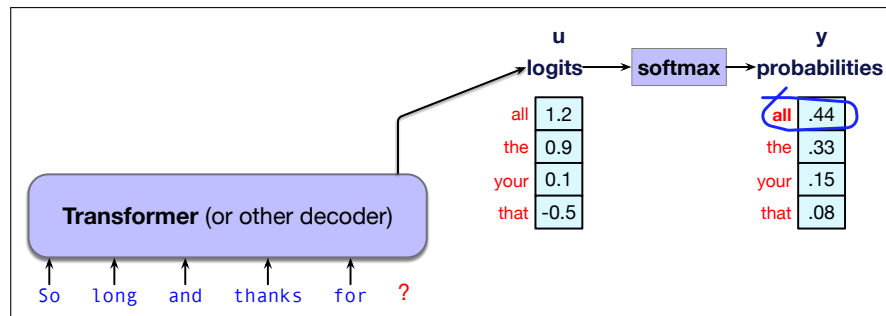 u
y
logits
softmax
probabilities
all 1.2
the 0.9
your 0.1
that -0.5
all .44
the .33
your .15
that .08
Transformer (or other decoder)
So long and thanks for ?